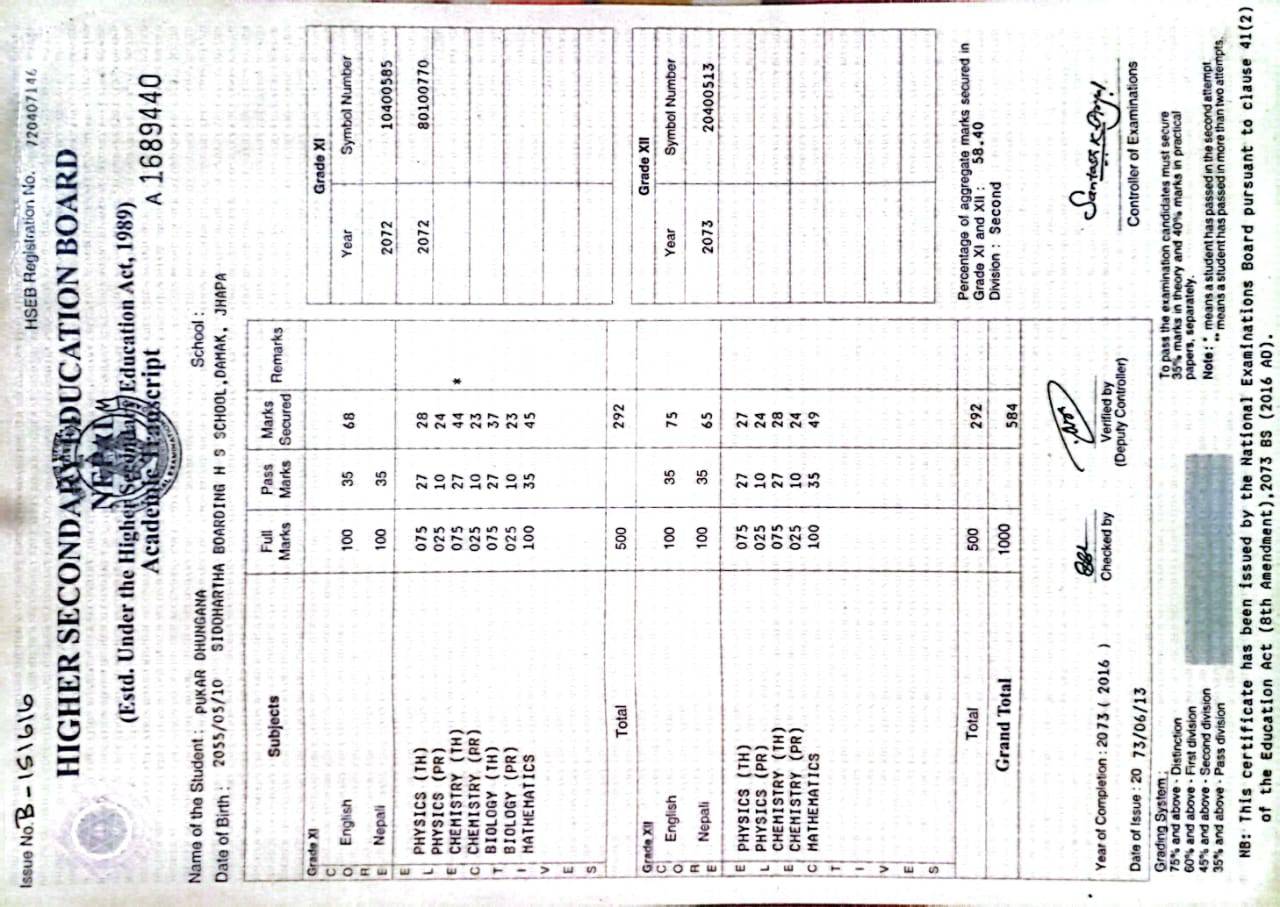 Issue No. B-151616
HSEB Registration No. 720407146
HIGHER SECONDARY EDUCATION BOARD
NEPAL
(Estd. Under the Higher Secondary Education Act, 1989)
Academic Transcript
A 1689440
Name of the Student : PUKAR DHUNGANA
School :
Date of Birth : 2055/05/10 SIDDHARTHA BOARDING H S SCHOOL,DAMAK, JHAPA
Subjects Full Marks Pass Marks Marks Secured Remarks
Grade XI
CORE
English 100 35 68
Nepali 100 35
ELECTIVES
PHYSICS (TH) 075 27 28
PHYSICS (PR) 025 10 24
CHEMISTRY (TH) 075 27 44 *
CHEMISTRY (PR) 025 10 23
BIOLOGY (TH) 075 27 37
BIOLOGY (PR) 025 10 23
MATHEMATICS 100 35 45
Total 500 292
Grade XII
CORE
English 100 35 75
Nepali 100 35 65
ELECTIVES
PHYSICS (TH) 075 27 27
PHYSICS (PR) 025 10 24
CHEMISTRY (TH) 075 27 28
CHEMISTRY (PR) 025 10 24
MATHEMATICS 100 35 49
Total 500 292
Grand Total 1000 584
Grade XI
Year Symbol Number
2072 10400585
2072 80100770
Grade XII
Year Symbol Number
2073 20400513
Percentage of aggregate marks secured in
Grade XI and XII : 58.40
Division : Second
Year of Completion : 2073 ( 2016 )
Checked by
Verified by
(Deputy Controller)
Controller of Examinations
Date of Issue : 20 73/06/13
Grading System :
75% and above - Distinction
60% and above - First division
45% and above - Second division
35% and above - Pass division
To pass the examination candidates must secure
35% marks in theory and 40% marks in practical
papers, separately.
Note : * means a student has passed in the second attempt.
** means a student has passed in more than two attempts.
NB: This certificate has been issued by the National Examinations Board pursuant to clause 41(2)
of the Education Act (8th Amendment),2073 BS (2016 AD).